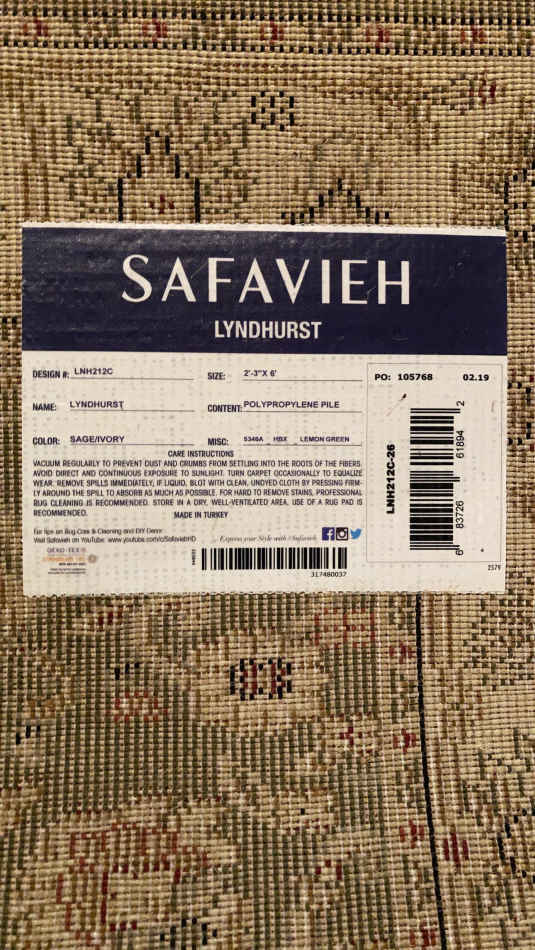 SAFAVIEH
LYNDHURST
DESIGN #: LNH212C
SIZE: 2'-3"X 6'
NAME: LYNDHURST
CONTENT: POLYPROPYLENE PILE
COLOR: SAGE/IVORY
MISC: 5346A HBX LEMON GREEN
PO: 105768 02.19
LNH212C-26
6 83726 61894 2
CARE INSTRUCTIONS
VACUUM REGULARLY TO PREVENT DUST AND CRUMBS FROM SETTLING INTO THE ROOTS OF THE FIBERS.
AVOID DIRECT AND CONTINUOUS EXPOSURE TO SUNLIGHT. TURN CARPET OCCASIONALLY TO EQUALIZE
WEAR. REMOVE SPILLS IMMEDIATELY, IF LIQUID, BLOT WITH CLEAN, UNDYED CLOTH BY PRESSING FIRM-
LY AROUND THE SPILL TO ABSORB AS MUCH AS POSSIBLE. FOR HARD TO REMOVE STAINS, PROFESSIONAL
RUG CLEANING IS RECOMMENDED. STORE IN A DRY, WELL-VENTILATED AREA. USE OF A RUG PAD IS
RECOMMENDED.
MADE IN TURKEY
For tips on Rug Care & Cleaning and DIY Decor
Visit Safavieh on YouTube: www.youtube.com/c/SafaviehHD
Express your Style with #Safavieh
317480037
2579